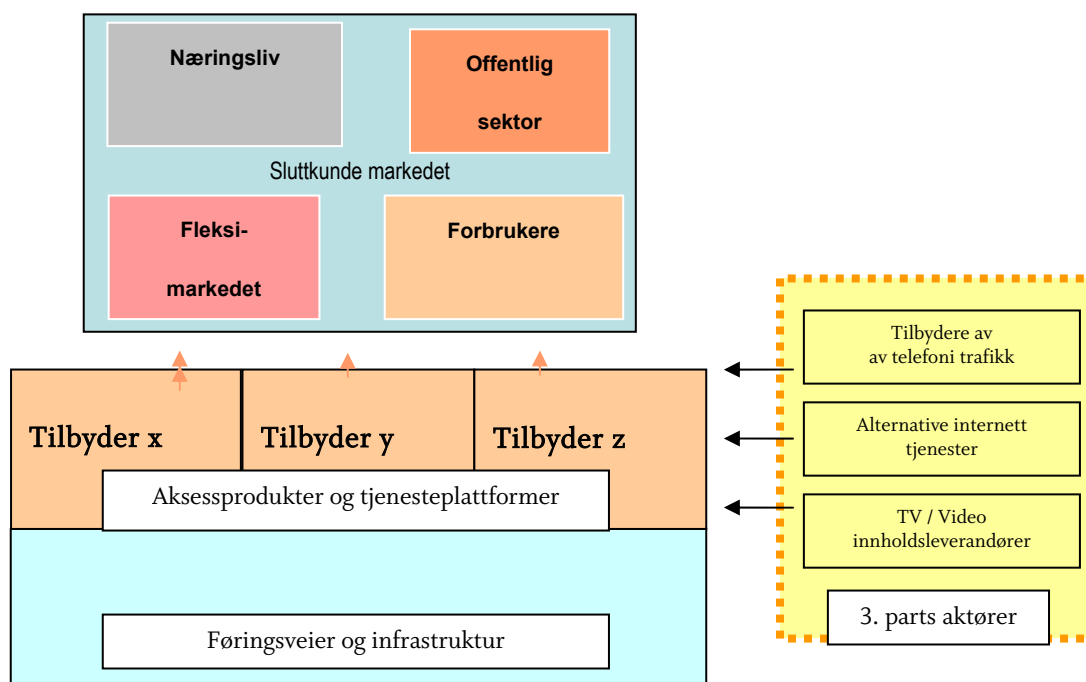 Næringsliv
Offentlig
sektor
Sluttkunde markedet
Fleksi-
markedet
Forbrukere
Tilbyder x
Tilbyder y
Tilbyder z
Aksessprodukter og tjenesteplattformer
Føringsveier og infrastruktur
Tilbydere av
av telefoni trafikk
Alternative internett
tjenester
TV / Video
innholdsleverandører
3. parts aktører